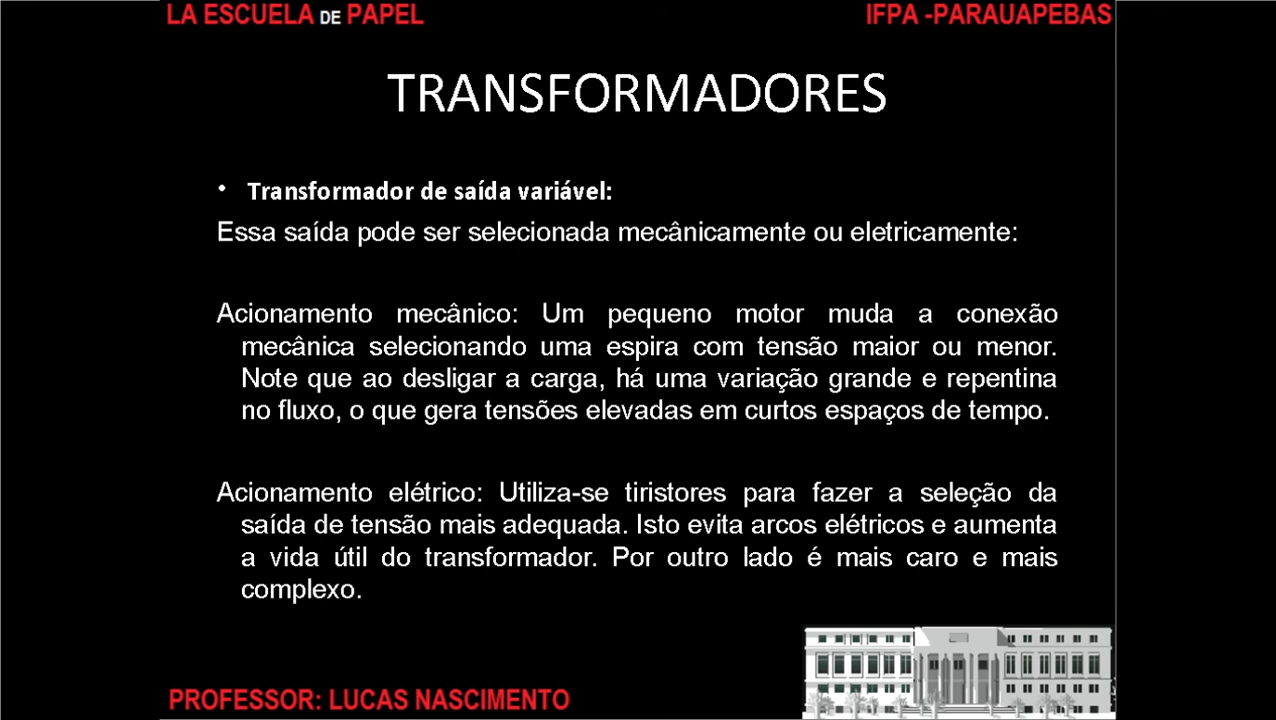 LA ESCUELA DE PAPEL
IFPA -PARAUAPEBAS
TRANSFORMADORES
• Transformador de saída variável:
Essa saída pode ser selecionada mecânicamente ou eletricamente:
Acionamento mecânico: Um pequeno motor muda a conexão
mecânica selecionando uma espira com tensão maior ou menor.
Note que ao desligar a carga, há uma variação grande e repentina
no fluxo, o que gera tensões elevadas em curtos espaços de tempo.
Acionamento elétrico: Utiliza-se tiristores para fazer a seleção da
saída de tensão mais adequada. Isto evita arcos elétricos e aumenta
a vida útil do transformador. Por outro lado é mais caro e mais
complexo.
PROFESSOR: LUCAS NASCIMENTO